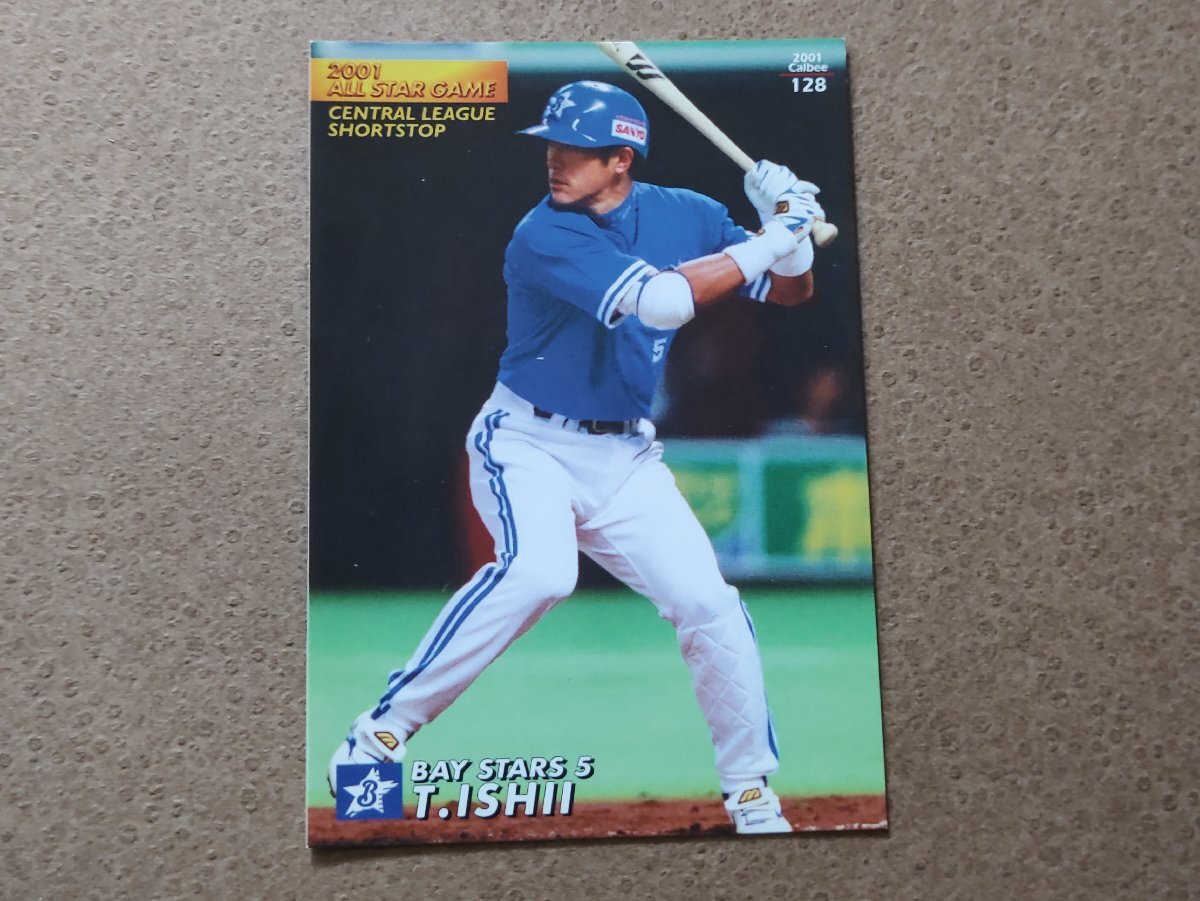 2001
ALL STAR GAME
CENTRAL LEAGUE
SHORTSTOP
2001
Calbee
128
SANYO
5
B
BAY STARS 5
T.ISHII